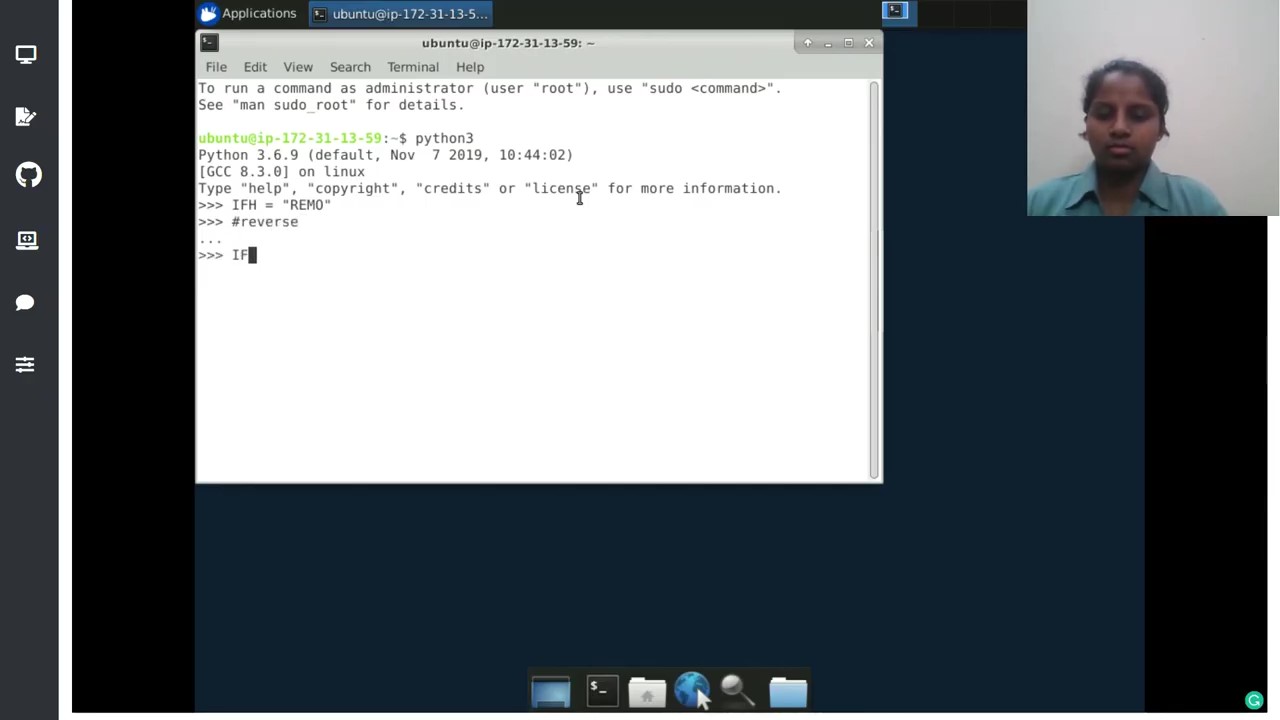 Applications
ubuntu@ip-172-31-13-5...
ubuntu@ip-172-31-13-59: ~
File Edit View Search Terminal Help
To run a command as administrator (user "root"), use "sudo <command>".
See "man sudo_root" for details.
ubuntu@ip-172-31-13-59:~$ python3
Python 3.6.9 (default, Nov  7 2019, 10:44:02)
[GCC 8.3.0] on linux
Type "help", "copyright", "credits" or "license" for more information.
>>> IFH = "REMO"
>>> #reverse
...
>>> IF